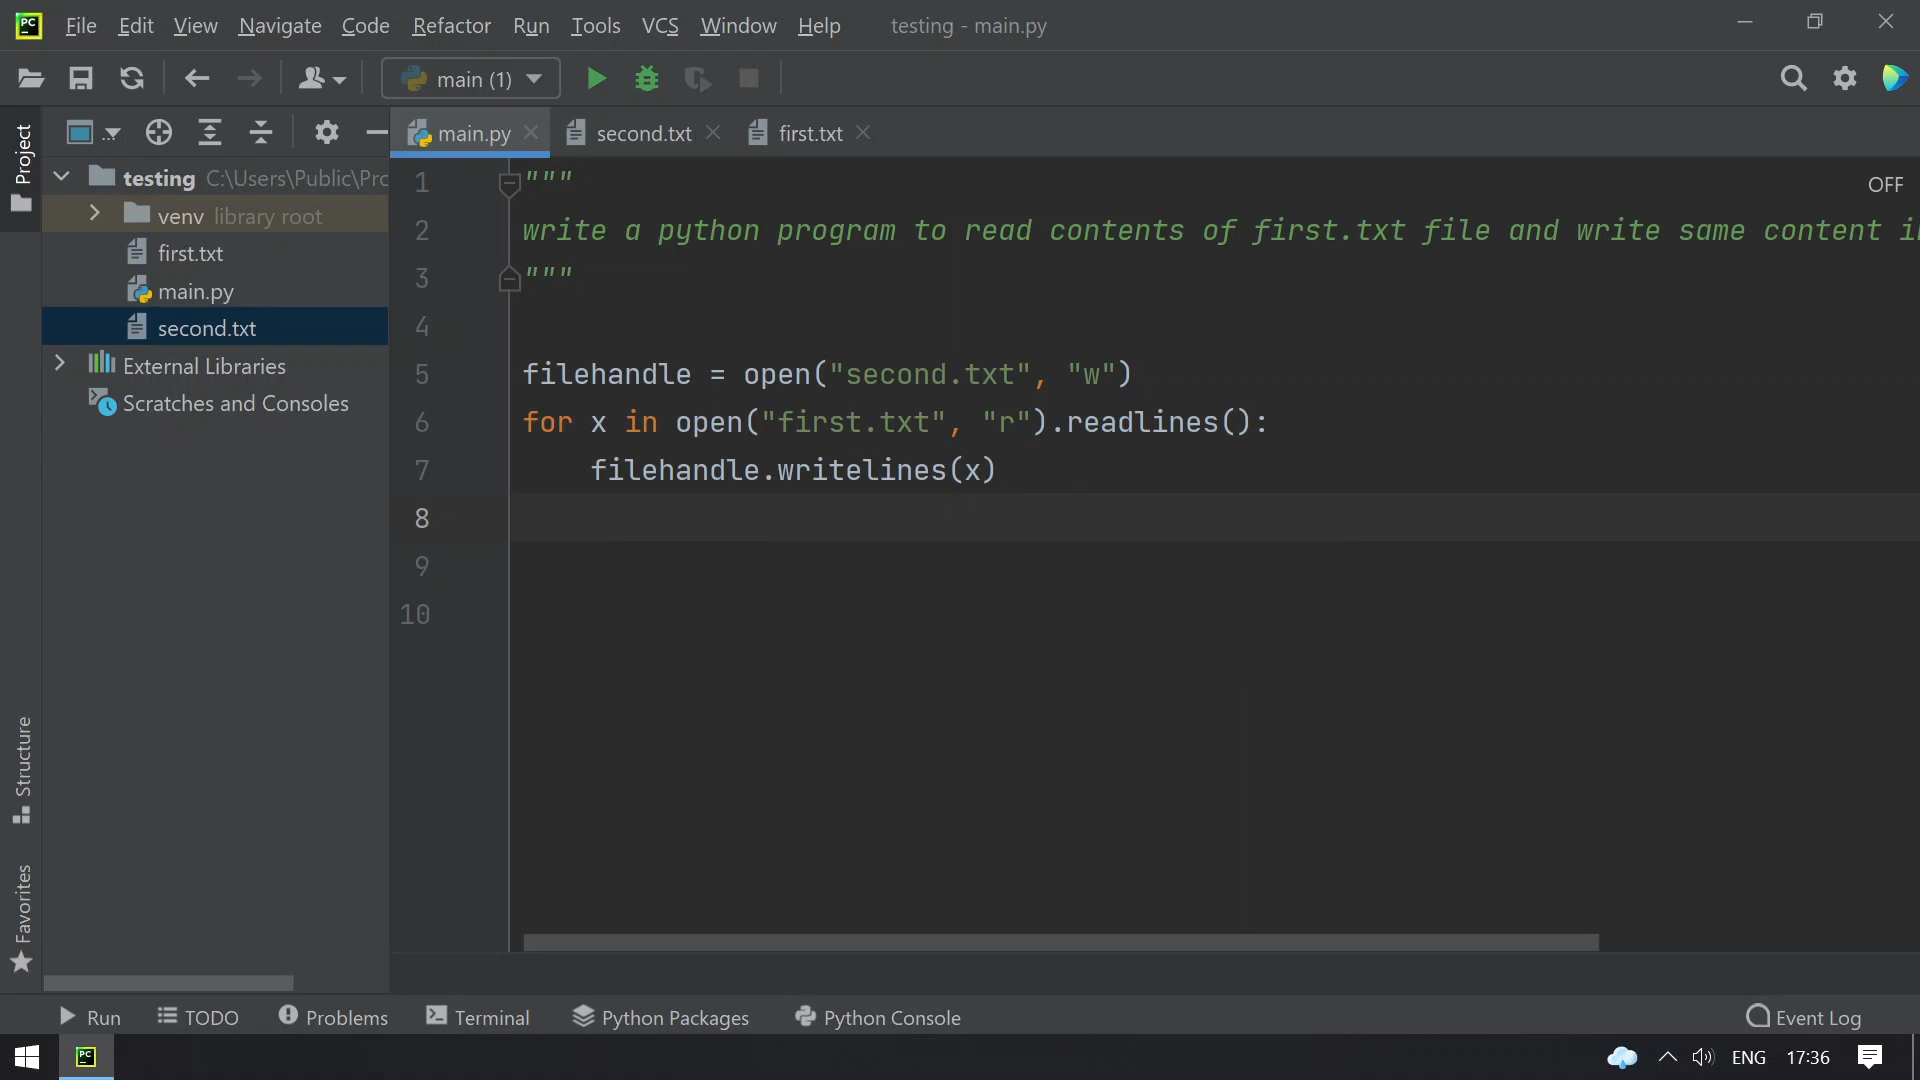 PC File Edit View Navigate Code Refactor Run Tools VCS Window Help testing - main.py
main (1)
Project
... main.py second.txt first.txt
testing C:\Users\Public\Prc
venv library root
first.txt
main.py
second.txt
External Libraries
Scratches and Consoles
OFF
1 """
2 write a python program to read contents of first.txt file and write same content i
3 """
4
5 filehandle = open("second.txt", "w")
6 for x in open("first.txt", "r").readlines():
7 filehandle.writelines(x)
8
9
10
Structure
Favorites
Run TODO Problems Terminal Python Packages Python Console Event Log
PC ENG 17:36